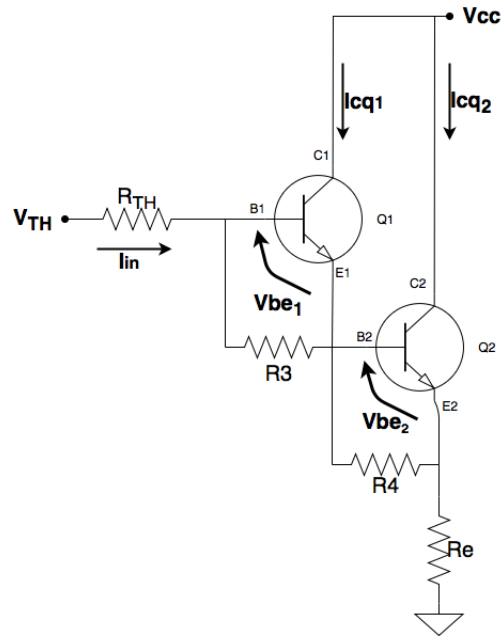 Vcc
Icq1
Icq2
C1
RTH
VTH
B1
Q1
Iin
E1
Vbe1
C2
B2
Q2
R3
Vbe2
E2
R4
Re